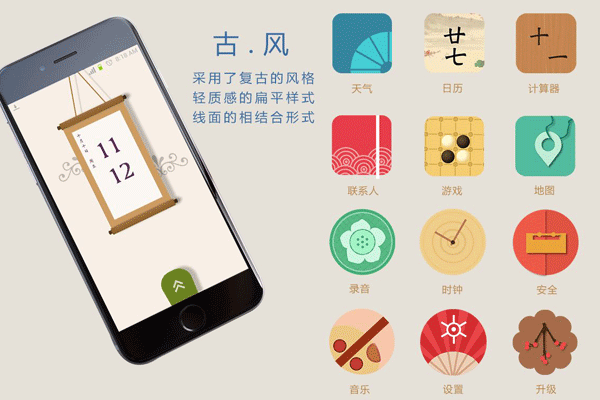 古.风
采用了复古的风格
轻质感的扁平样式
线面的相结合形式
11
12
廿七
十一
天气
日历
计算器
联系人
游戏
地图
录音
时钟
安全
音乐
设置
升级